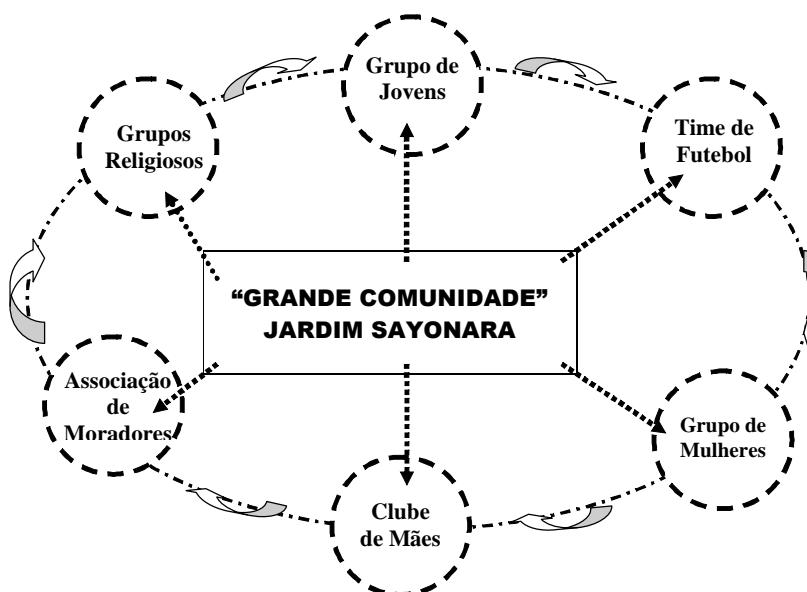 Grupo de
Jovens
Grupos
Religiosos
Time de
Futebol
“GRANDE COMUNIDADE”
JARDIM SAYONARA
Associação
de
Moradores
Grupo de
Mulheres
Clube
de Mães